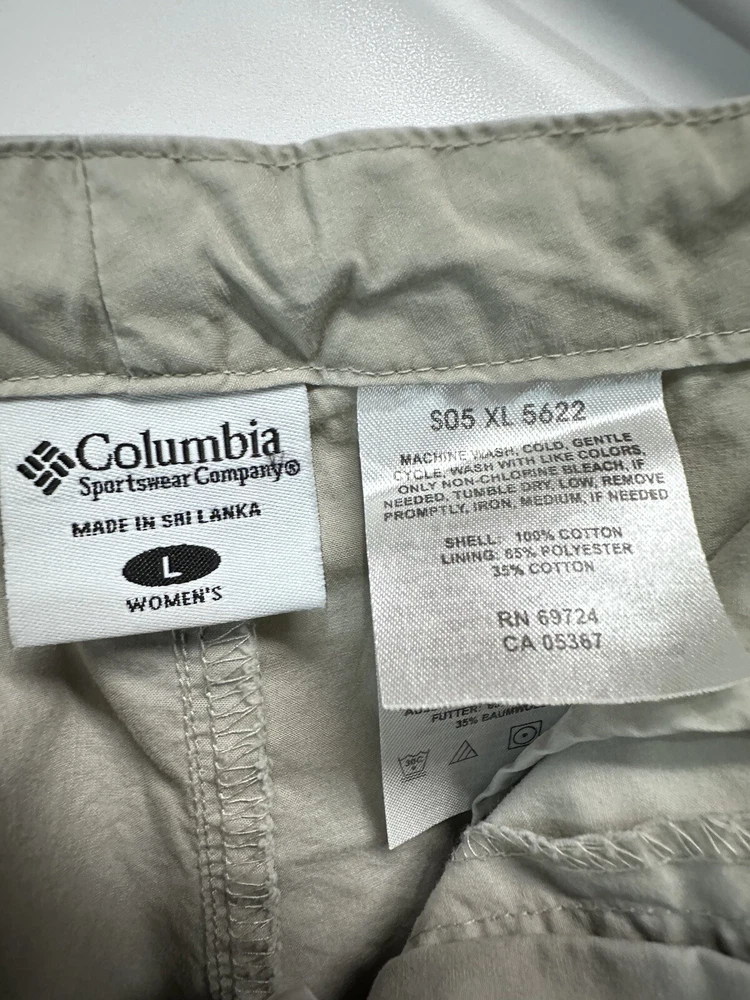 Columbia
Sportswear Company®
MADE IN SRI LANKA
L
WOMEN'S
S05 XL 5622
MACHINE WASH, COLD, GENTLE
CYCLE, WASH WITH LIKE COLORS,
ONLY NON-CHLORINE BLEACH, IF
NEEDED, TUMBLE DRY, LOW, REMOVE
PROMPTLY, IRON, MEDIUM, IF NEEDED
SHELL: 100% COTTON
LINING: 65% POLYESTER
35% COTTON
RN 69724
CA 05367
FUTTER:
35%
30C